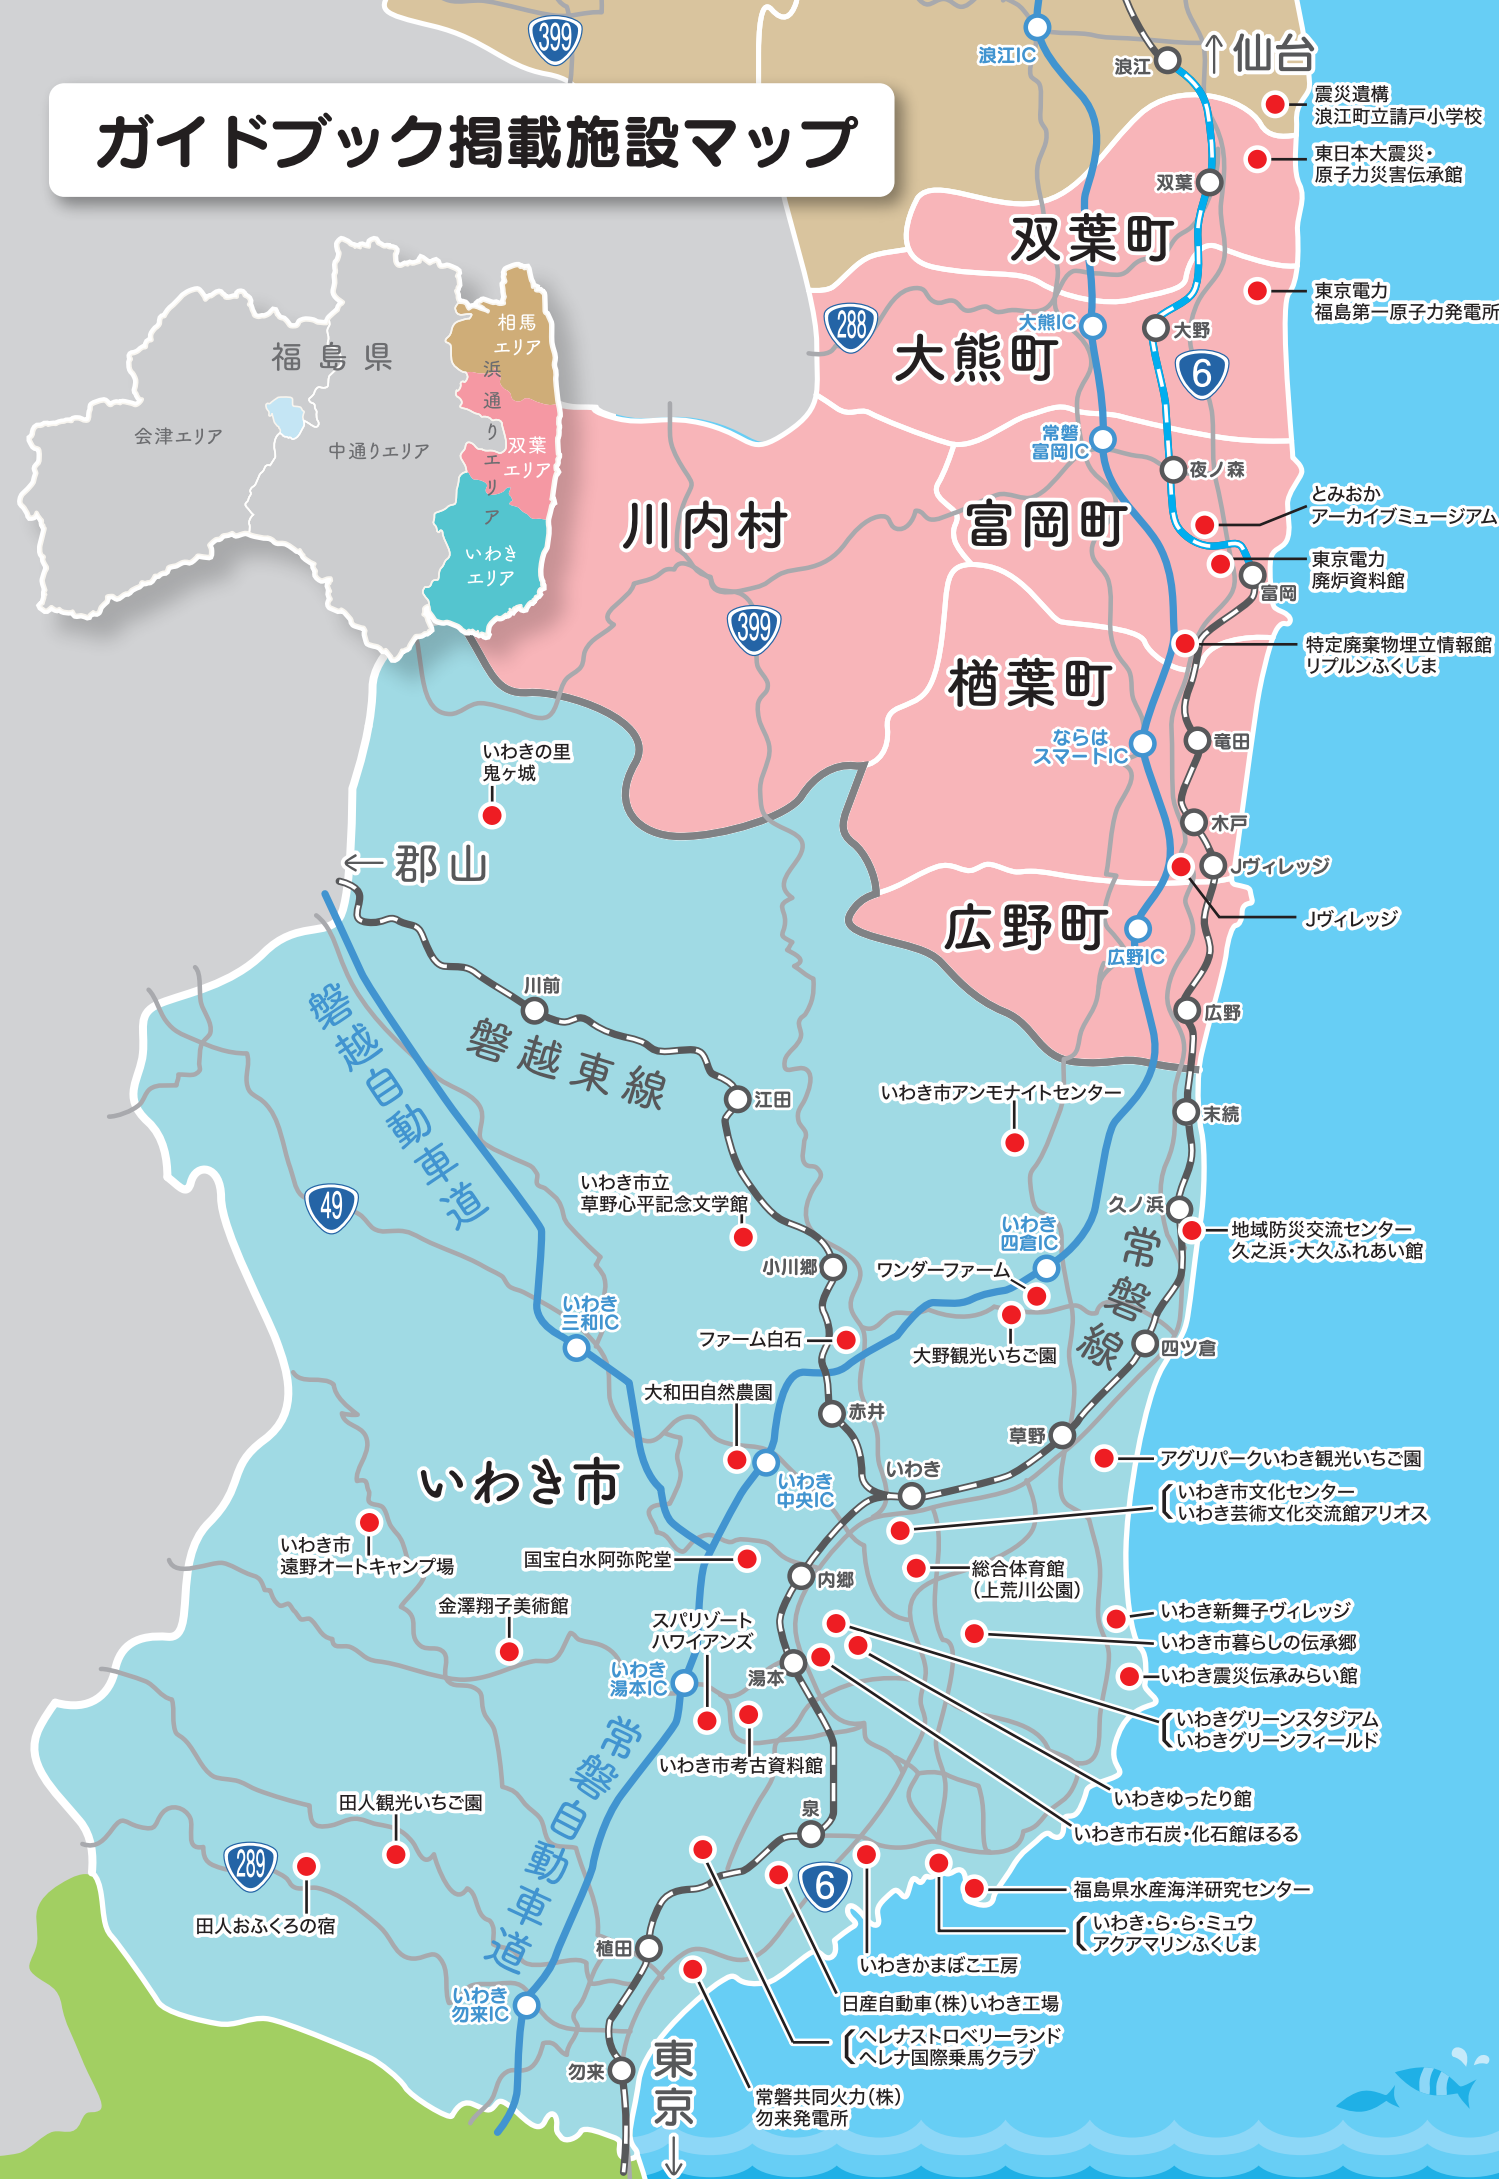 ガイドブック掲載施設マップ
399
浪江IC
浪江
↑仙台
震災遺構
浪江町立請戸小学校
東日本大震災・
原子力災害伝承館
双葉
双葉町
東京電力
福島第一原子力発電所
288
大熊IC
大野
大熊町
6
相馬
エリア
福島県
浜通りエリア
会津エリア
中通りエリア
双葉
エリア
いわき
エリア
常磐
富岡IC
夜ノ森
とみおか
アーカイブミュージアム
川内村
富岡町
東京電力
廃炉資料館
富岡
399
特定廃棄物埋立情報館
リプルンふくしま
楢葉町
ならは
スマートIC
竜田
いわきの里
鬼ヶ城
木戸
←郡山
Jヴィレッジ
Jヴィレッジ
広野町
広野IC
川前
広野
磐越自動車道
磐越東線
江田
いわき市アンモナイトセンター
末続
49
いわき市立
草野心平記念文学館
久ノ浜
いわき
四倉IC
地域防災交流センター
久之浜・大久ふれあい館
常磐線
小川郷
ワンダーファーム
いわき
三和IC
ファーム白石
大野観光いちご園
四ツ倉
大和田自然農園
赤井
草野
いわき市
いわき
中央IC
いわき
アグリパークいわき観光いちご園
いわき市文化センター
いわき芸術文化交流館アリオス
いわき市
遠野オートキャンプ場
国宝白水阿弥陀堂
内郷
総合体育館
(上荒川公園)
金澤翔子美術館
スパリゾート
ハワイアンズ
いわき新舞子ヴィレッジ
いわき市暮らしの伝承郷
いわき震災伝承みらい館
いわき
湯本IC
湯本
いわきグリーンスタジアム
いわきグリーンフィールド
常磐自動車道
いわき市考古資料館
いわきゆったり館
いわき市石炭・化石館ほるる
田人観光いちご園
泉
289
6
田人おふくろの宿
福島県水産海洋研究センター
いわき・ら・ら・ミュウ
アクアマリンふくしま
植田
いわきかまぼこ工房
いわき
勿来IC
日産自動車(株)いわき工場
ヘレナストロベリーランド
ヘレナ国際乗馬クラブ
勿来
東京↓
常磐共同火力(株)
勿来発電所